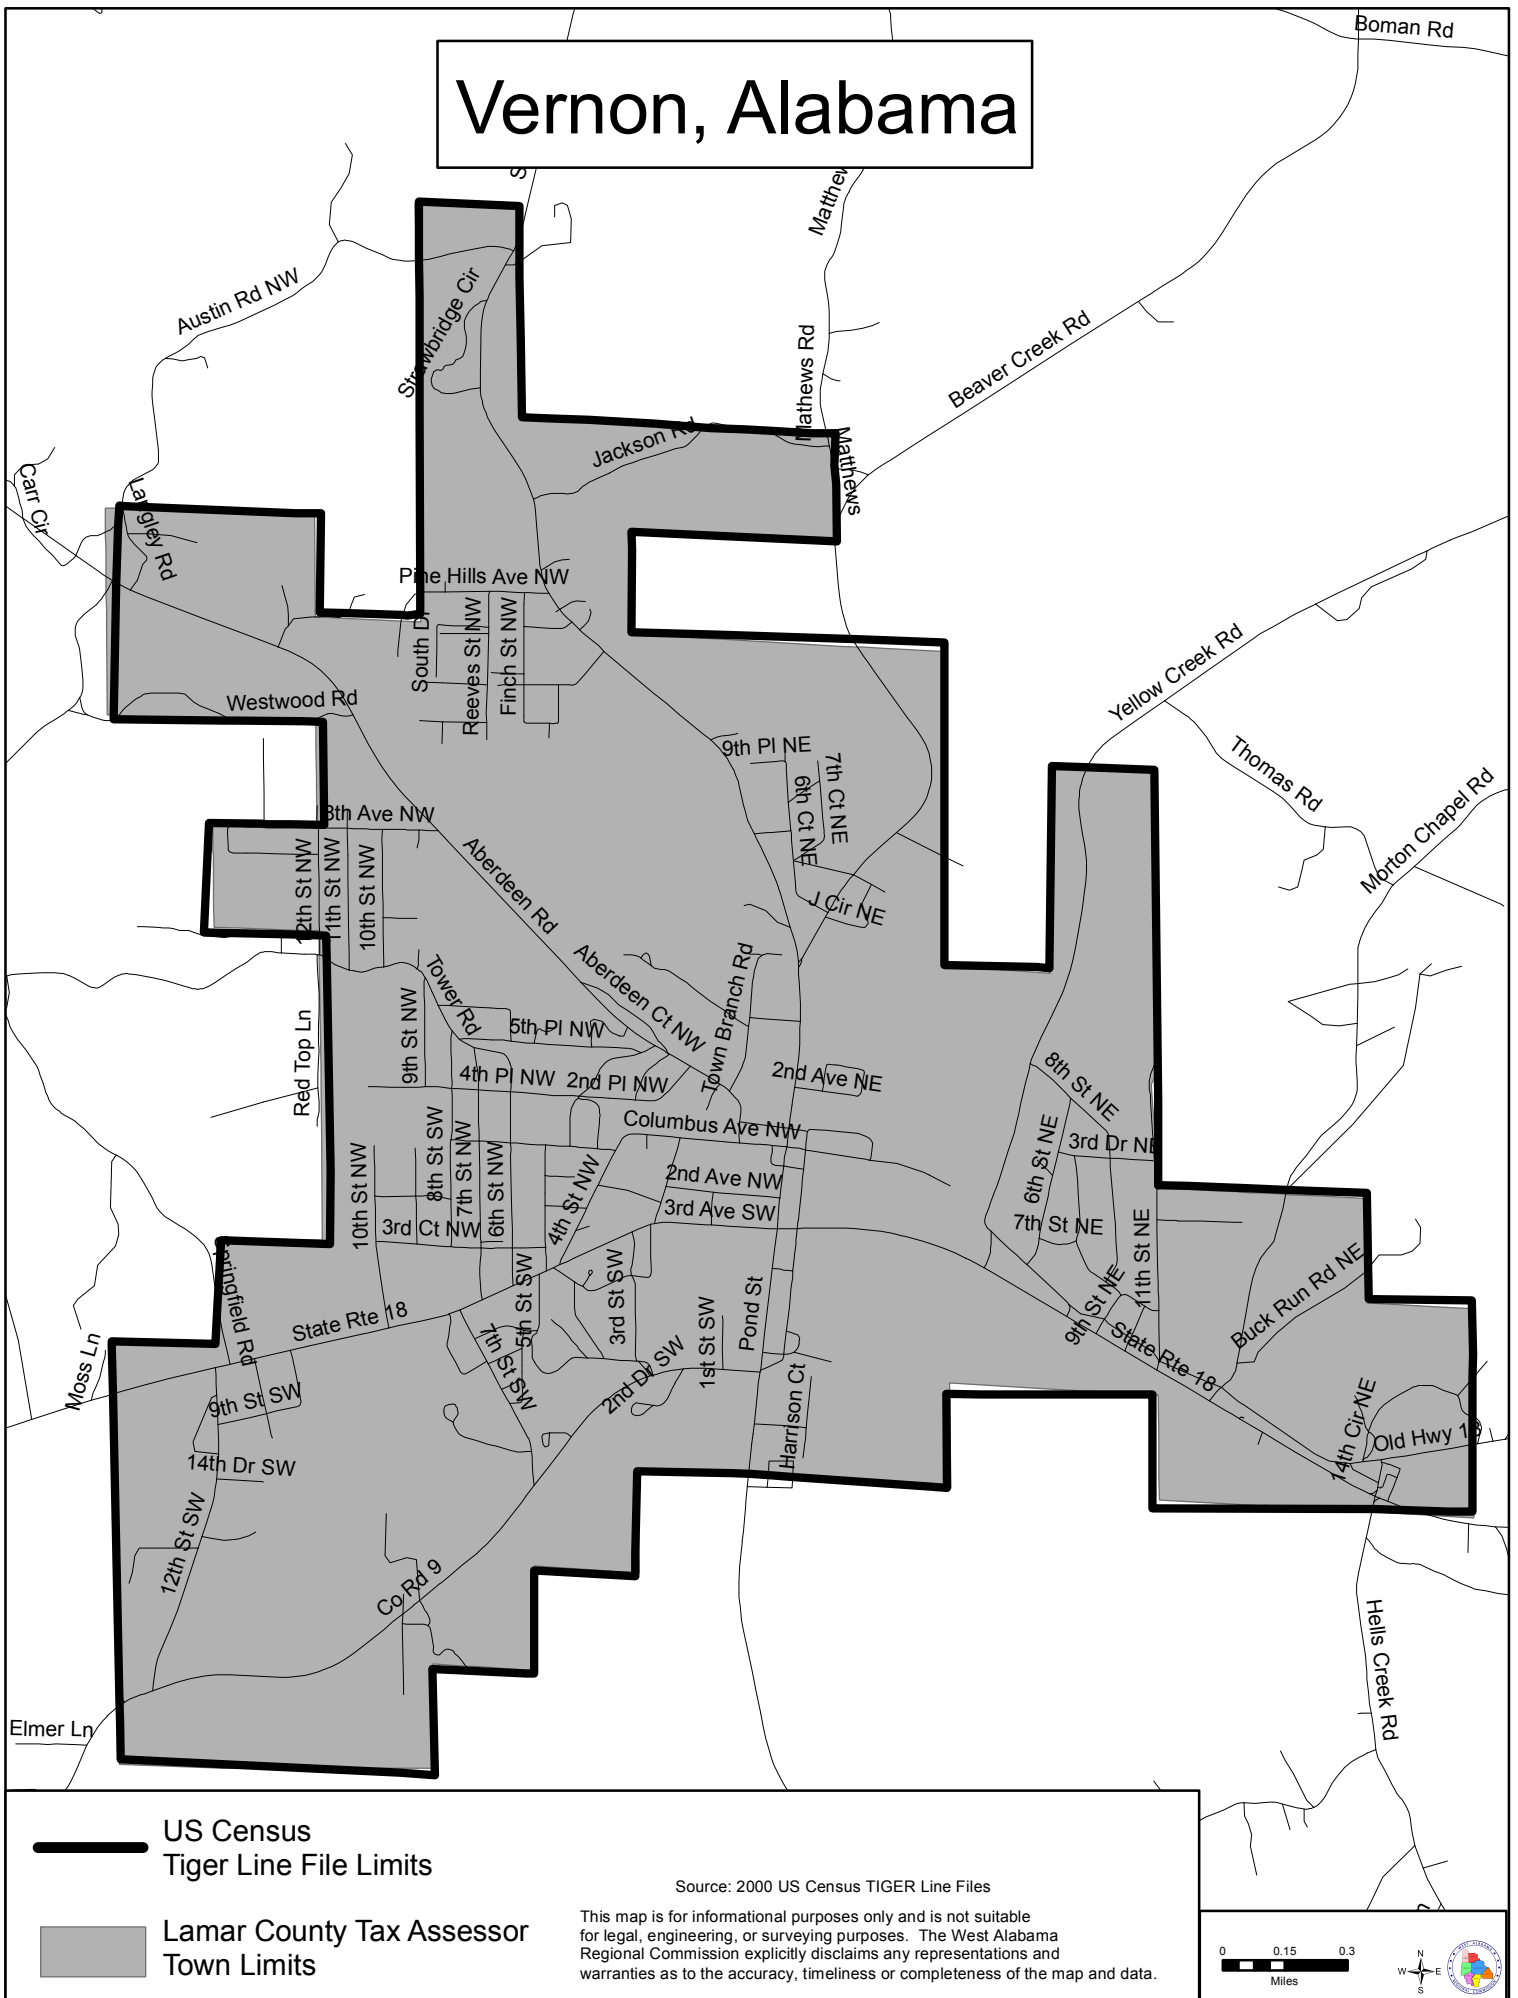 Boman Rd
Vernon, Alabama
S
Matthew
Austin Rd NW
Strawbridge Cir
Mathews Rd
Beaver Creek Rd
Jackson Rd
Matthews
Carr Cir
Langley Rd
Pine Hills Ave NW
South Dr
Reeves St NW
Finch St NW
Yellow Creek Rd
Westwood Rd
9th Pl NE
7th Ct NE
6th Ct NE
Thomas Rd
Morton Chapel Rd
8th Ave NW
Aberdeen Rd
12th St NW
11th St NW
10th St NW
J Cir NE
Tower Rd
Aberdeen Ct NW
Town Branch Rd
9th St NW
5th Pl NW
Red Top Ln
4th Pl NW
2nd Pl NW
2nd Ave NE
8th St NE
Columbus Ave NW
8th St SW
7th St NW
6th St NW
10th St NW
4th St NW
2nd Ave NW
3rd Ave SW
3rd Ct NW
6th St NE
3rd Dr NE
7th St NE
11th St NE
9th St NE
Buck Run Rd NE
Springfield Rd
State Rte 18
5th St SW
3rd St SW
7th St SW
2nd Dr SW
1st St SW
Pond St
Harrison Ct
State Rte 18
Moss Ln
9th St SW
14th Dr SW
12th St SW
14th Cir NE
Old Hwy 18
Co Rd 9
Hells Creek Rd
Elmer Ln
US Census
Tiger Line File Limits
Lamar County Tax Assessor
Town Limits
Source: 2000 US Census TIGER Line Files
This map is for informational purposes only and is not suitable
for legal, engineering, or surveying purposes. The West Alabama
Regional Commission explicitly disclaims any representations and
warranties as to the accuracy, timeliness or completeness of the map and data.
0 0.15 0.3
Miles
N
W E
S
WEST ALABAMA
REGIONAL COMMISSION